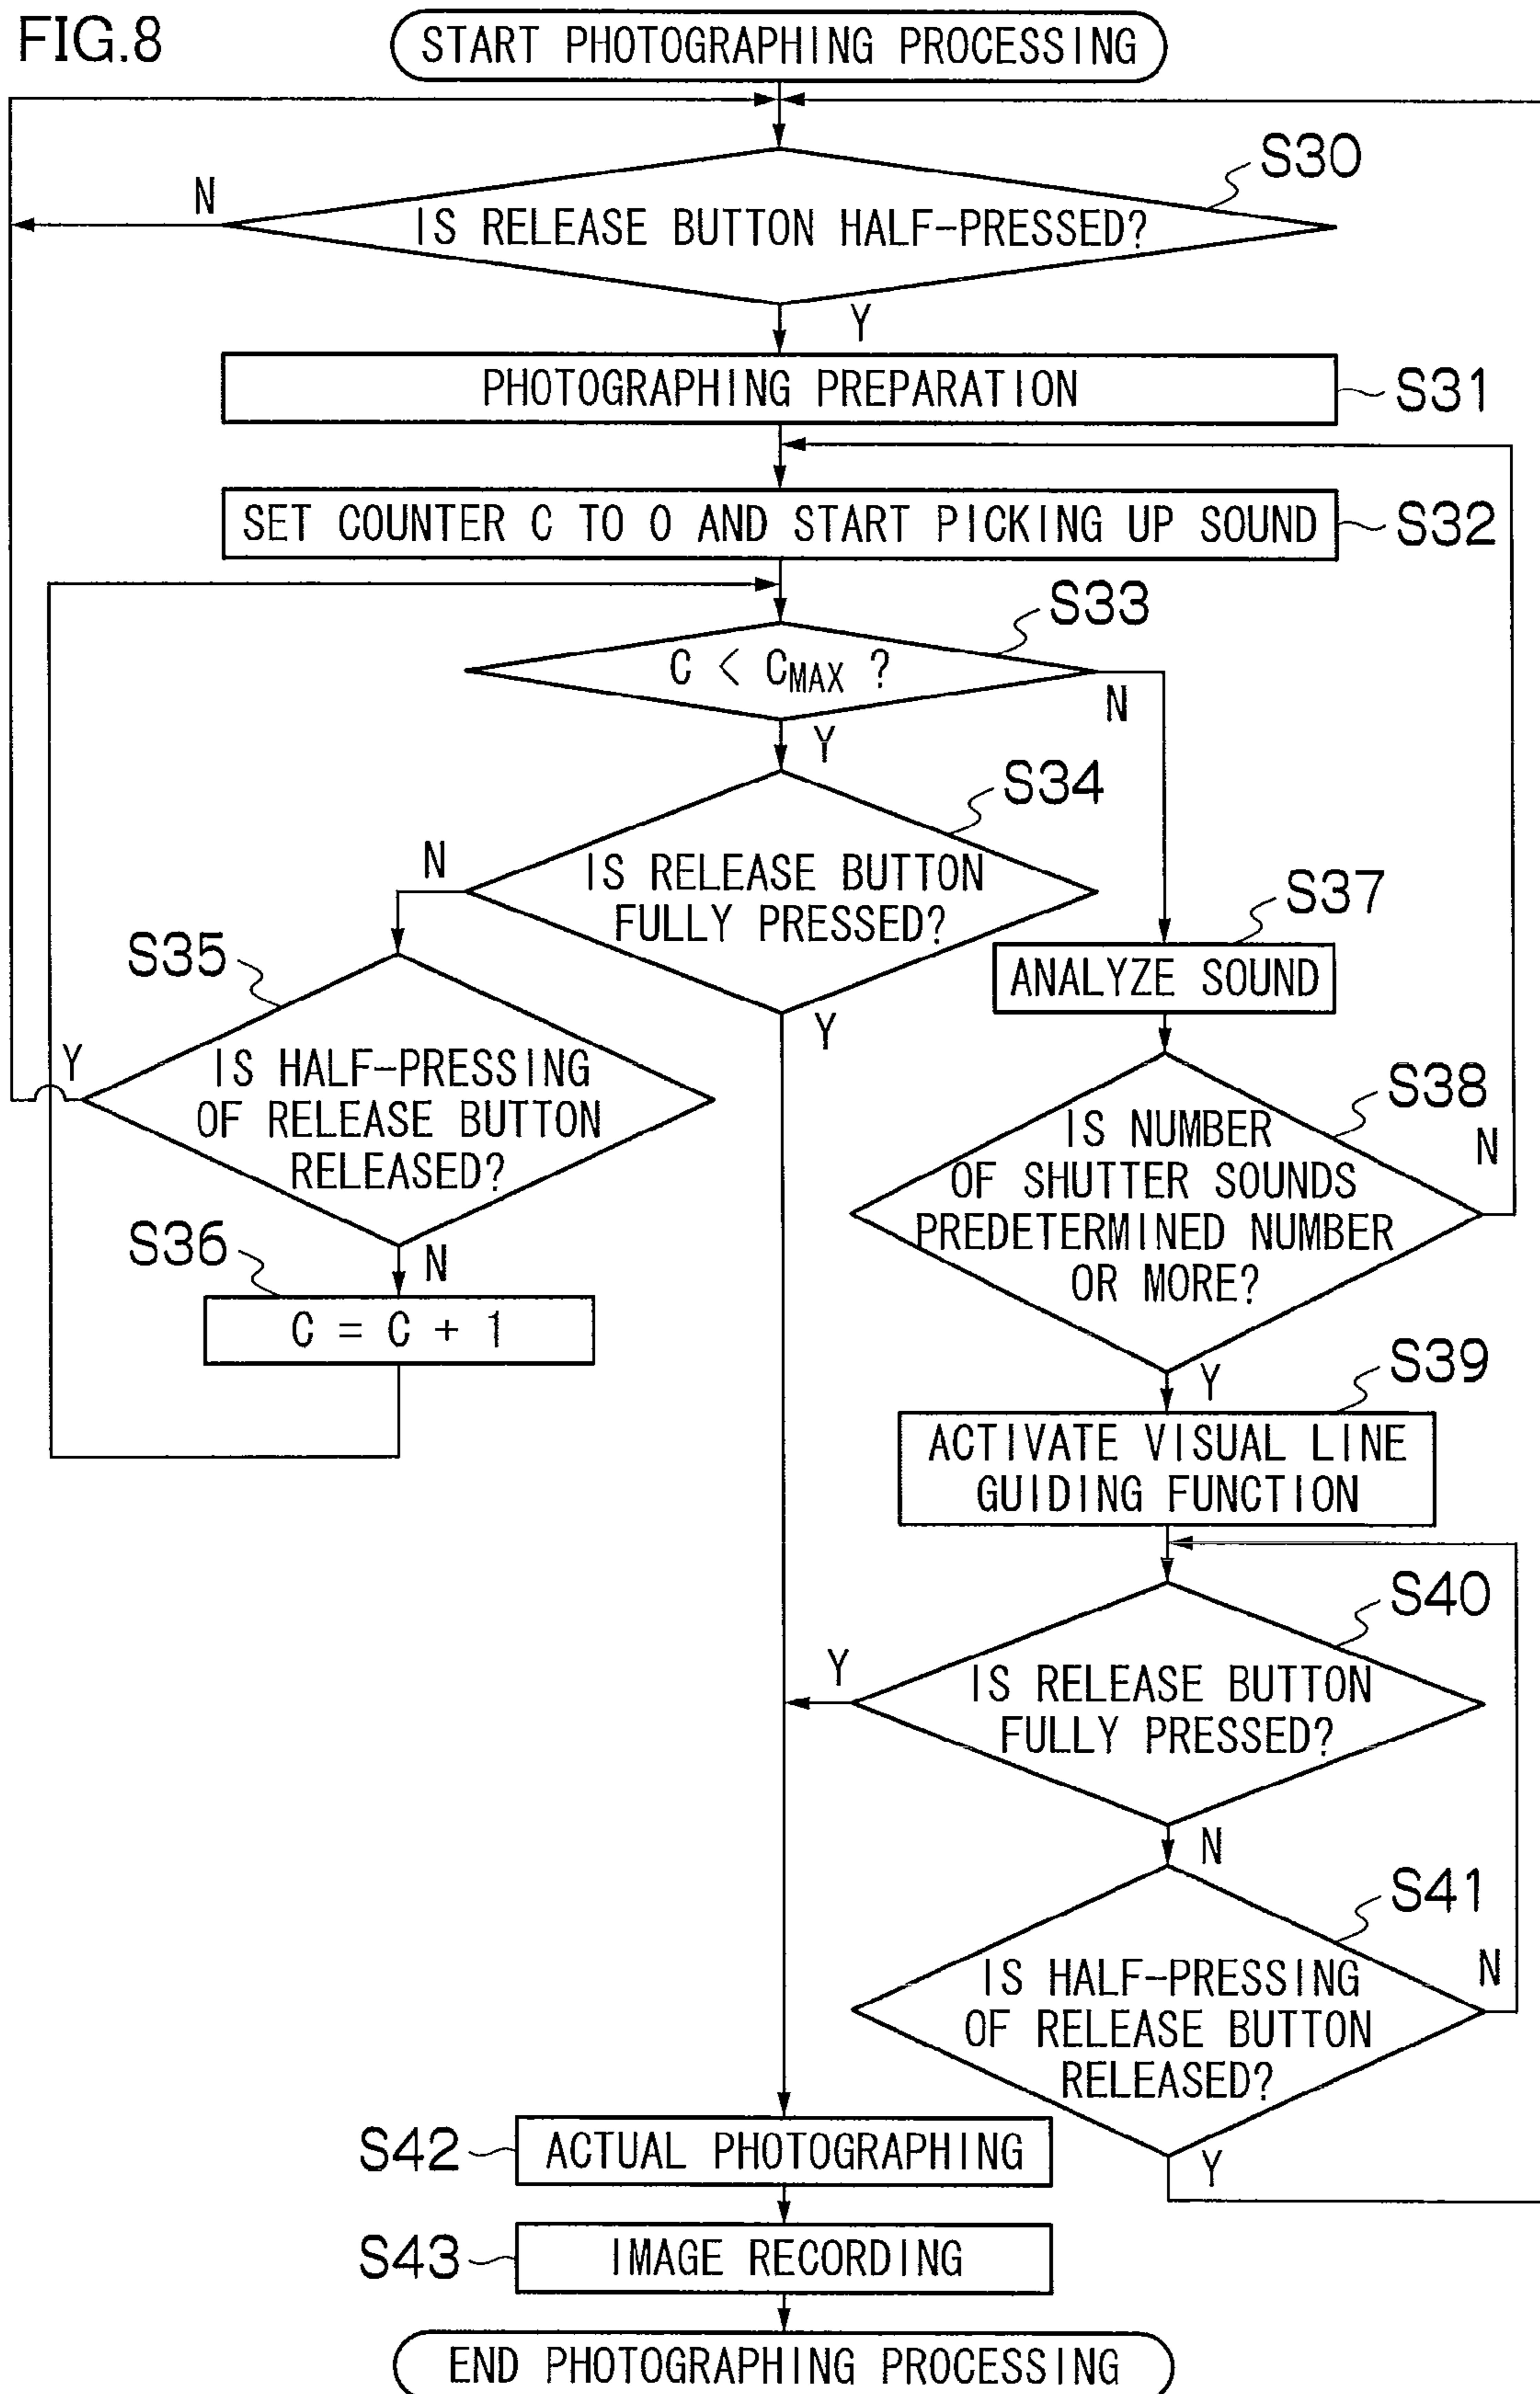 FIG.8
START PHOTOGRAPHING PROCESSING
S30
N
IS RELEASE BUTTON HALF-PRESSED?
Y
PHOTOGRAPHING PREPARATION
S31
SET COUNTER C TO 0 AND START PICKING UP SOUND
S32
S33
C < CMAX ?
N
Y
S34
N
IS RELEASE BUTTON
FULLY PRESSED?
Y
S37
ANALYZE SOUND
S35
Y
IS HALF-PRESSING
OF RELEASE BUTTON
RELEASED?
N
S38
IS NUMBER
OF SHUTTER SOUNDS
PREDETERMINED NUMBER
OR MORE?
N
Y
S36
C = C + 1
S39
ACTIVATE VISUAL LINE
GUIDING FUNCTION
S40
Y
IS RELEASE BUTTON
FULLY PRESSED?
N
S41
N
IS HALF-PRESSING
OF RELEASE BUTTON
RELEASED?
Y
S42
ACTUAL PHOTOGRAPHING
S43
IMAGE RECORDING
END PHOTOGRAPHING PROCESSING